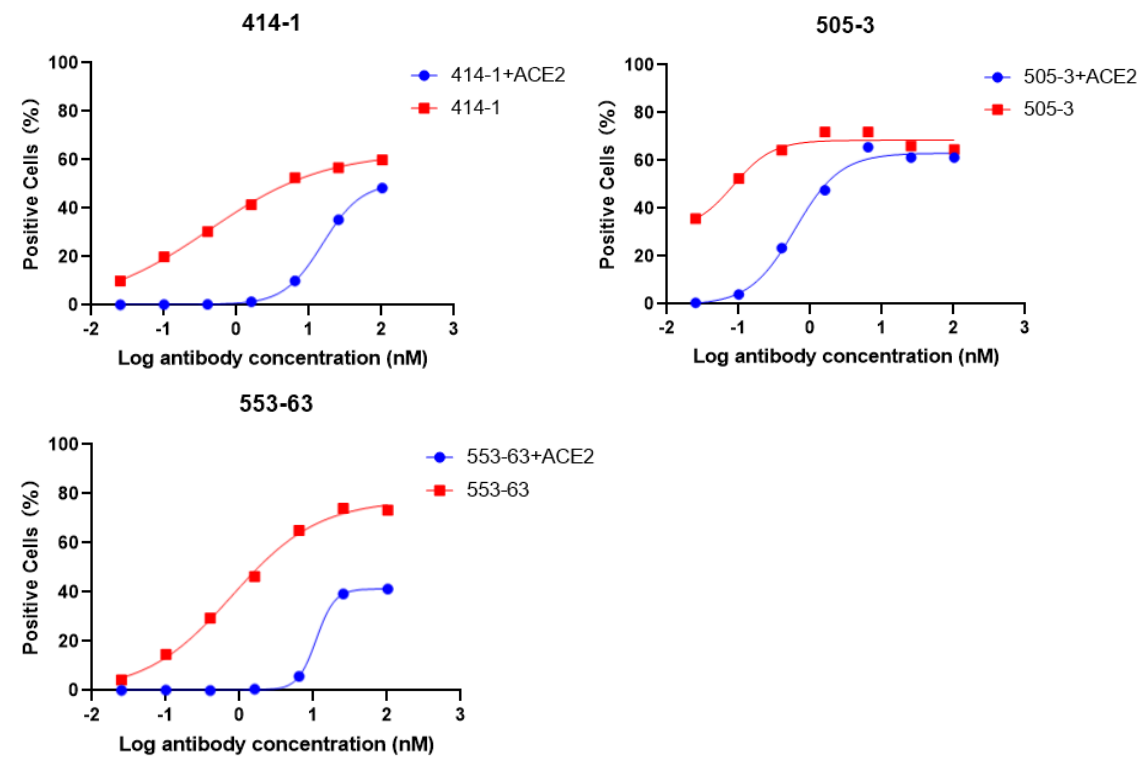 414-1
414-1+ACE2
414-1
Positive Cells (%)
100
80
60
40
20
0
-2 -1 0 1 2 3
Log antibody concentration (nM)
505-3
505-3+ACE2
505-3
Positive Cells (%)
100
80
60
40
20
0
-2 -1 0 1 2 3
Log antibody concentration (nM)
553-63
553-63+ACE2
553-63
Positive Cells (%)
100
80
60
40
20
0
-2 -1 0 1 2 3
Log antibody concentration (nM)